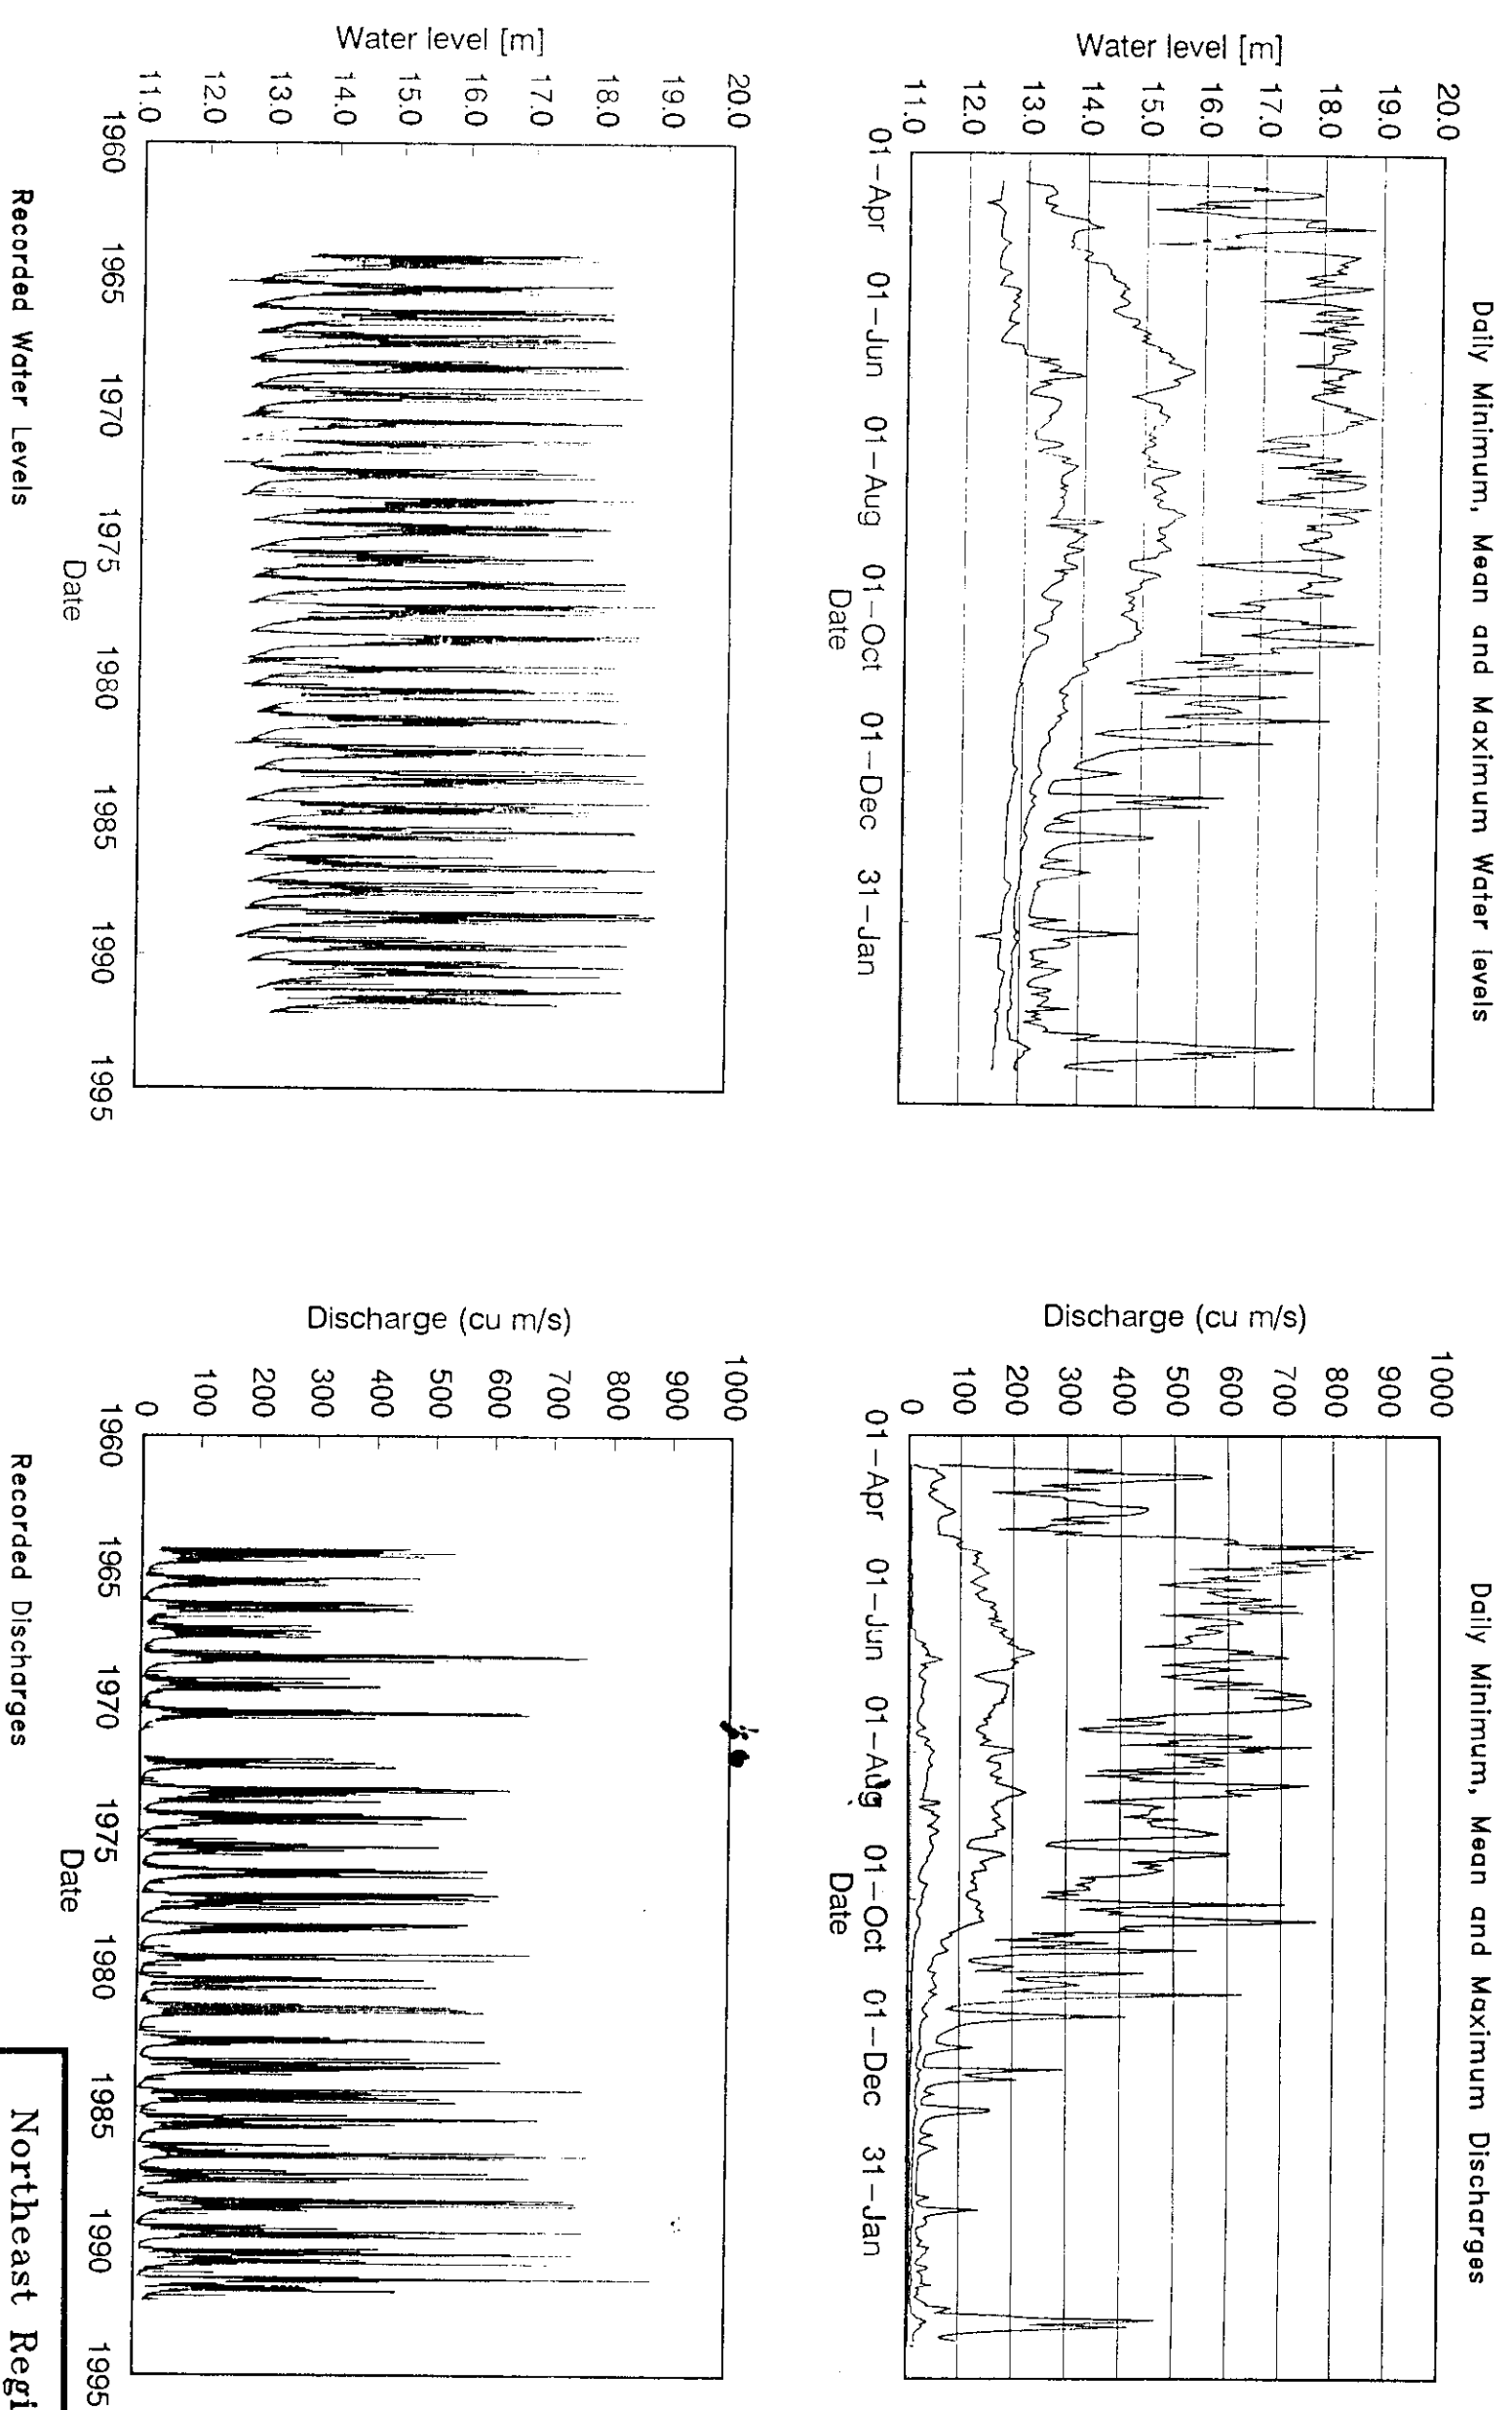 Daily Minimum, Mean and Maximum Water levels
Water level [m]
20.0
19.0
18.0
17.0
16.0
15.0
14.0
13.0
12.0
11.0
01-Apr 01-Jun 01-Aug 01-Oct 01-Dec 31-Jan
Date
Water level [m]
20.0
19.0
18.0
17.0
16.0
15.0
14.0
13.0
12.0
11.0
1960 1965 1970 1975 1980 1985 1990 1995
Date
Recorded Water Levels
Daily Minimum, Mean and Maximum Discharges
Discharge (cu m/s)
1000
900
800
700
600
500
400
300
200
100
0
01-Apr 01-Jun 01-Aug 01-Oct 01-Dec 31-Jan
Date
Discharge (cu m/s)
1000
900
800
700
600
500
400
300
200
100
0
1960 1965 1970 1975 1980 1985 1990 1995
Date
Recorded Discharges
Northeast Regi